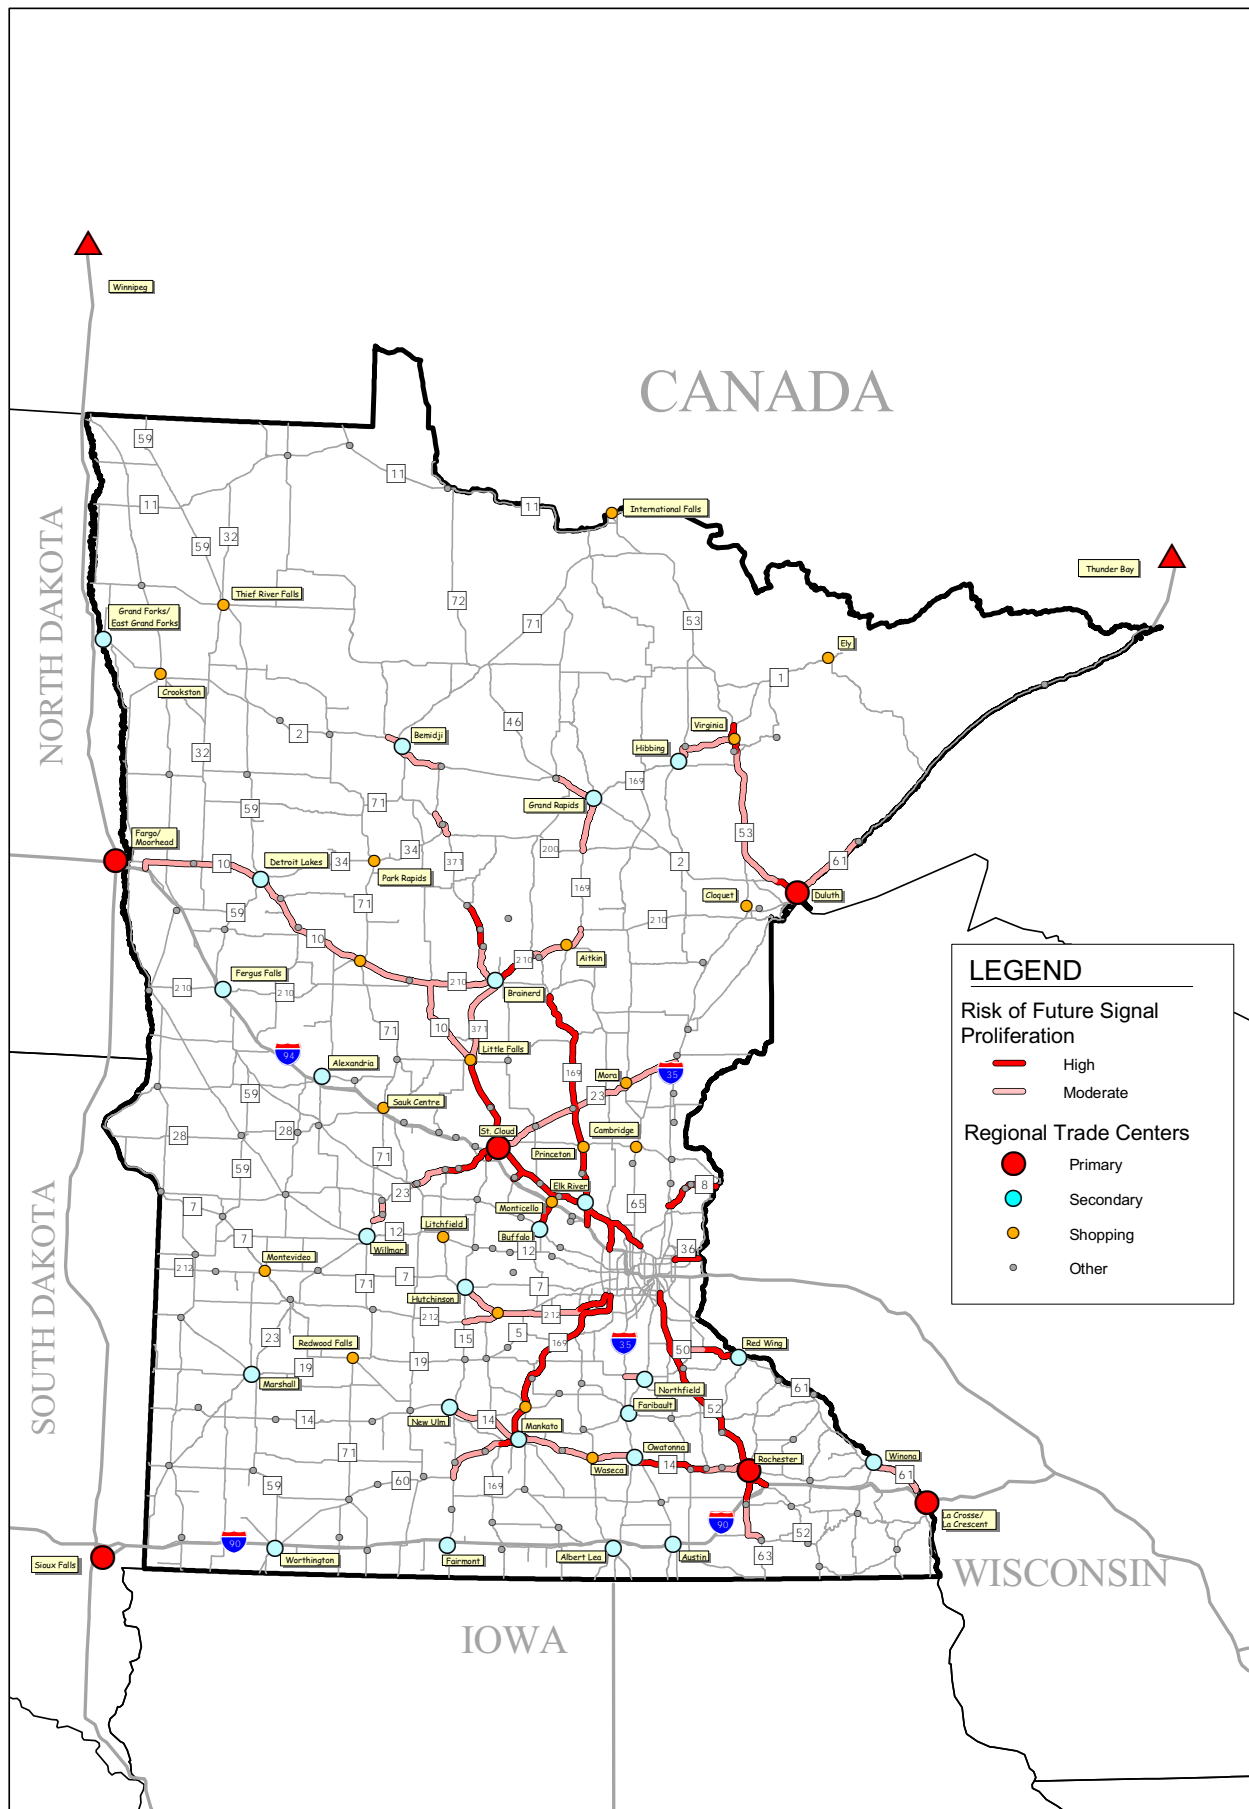 Winnipeg
CANADA
59
11
11
11
International Falls
32
59
NORTH DAKOTA
Thunder Bay
Thief River Falls
72
Grand Forks/
East Grand Forks
71
53
Ely
1
Crookston
46
Virginia
2
Bemidji
32
Hibbing
169
71
59
Grand Rapids
Fargo/
Moorhead
53
34
200
10
Detroit Lakes
34
371
2
61
Park Rapids
169
Cloquet
Duluth
71
59
210
10
Aitkin
210
210
LEGEND
Fergus Falls
210
210
Brainerd
Risk of Future Signal
Proliferation
10
371
71
94
Little Falls
High
Alexandria
169
Mora
35
Moderate
59
23
Sauk Centre
St. Cloud
Cambridge
Regional Trade Centers
28
28
Princeton
71
Primary
59
Elk River
8
23
Secondary
7
Monticello
65
Litchfield
12
Buffalo
Shopping
7
Willmar
12
36
Montevideo
212
Other
71
7
7
Hutchinson
212
212
SOUTH DAKOTA
23
15
5
169
35
Redwood Falls
50
Red Wing
19
19
Marshall
Northfield
61
New Ulm
14
Faribault
52
14
Mankato
71
Owatonna
Rochester
Winona
14
Waseca
61
60
59
169
La Crosse/
La Crescent
90
52
90
Worthington
Fairmont
Albert Lea
Austin
63
Sioux Falls
WISCONSIN
IOWA